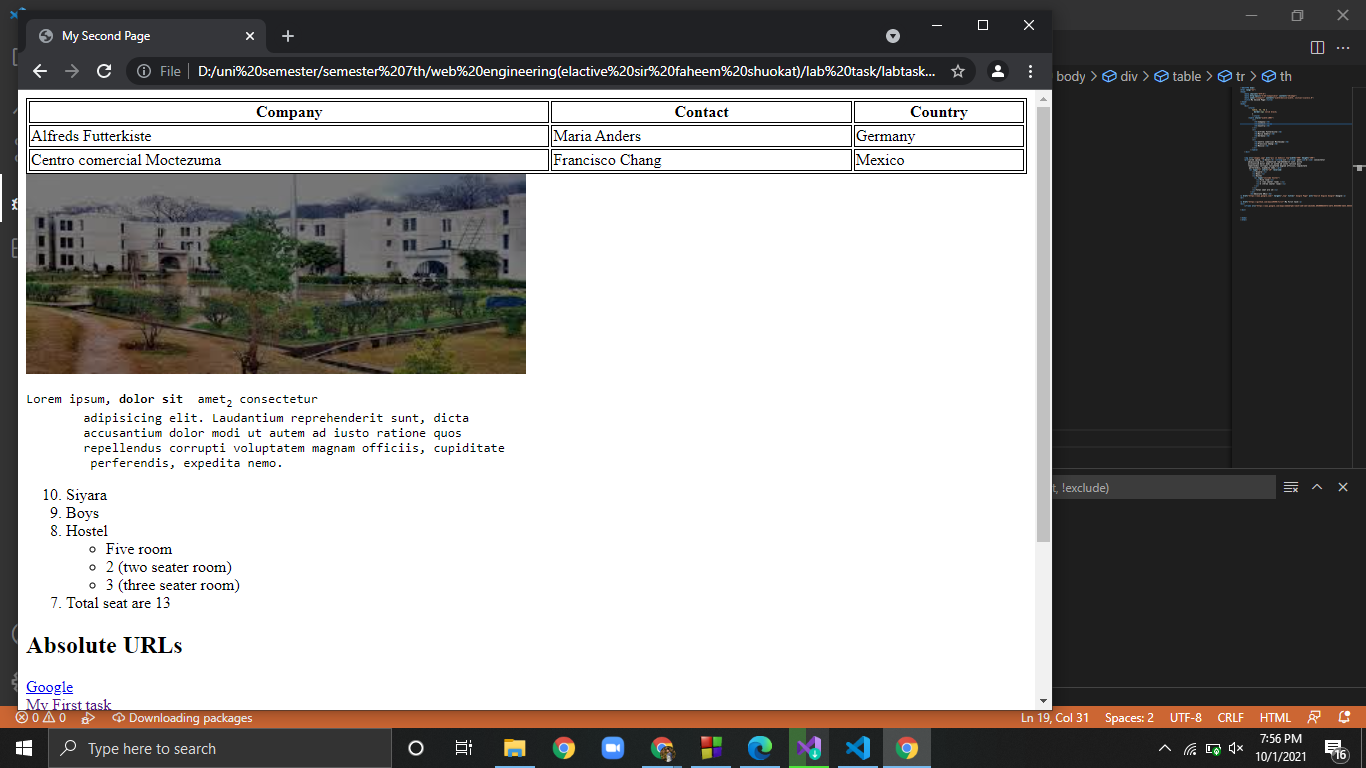 My Second Page
File
D:/uni%20semester/semester%207th/web%20engineering(elactive%20sir%20faheem%20shuokat)/lab%20task/labtask...
body > div > table > tr > th
Company Contact Country
Alfreds Futterkiste Maria Anders Germany
Centro comercial Moctezuma Francisco Chang Mexico
Lorem ipsum, dolor sit amet2 consectetur
adipisicing elit. Laudantium reprehenderit sunt, dicta
accusantium dolor modi ut autem ad iusto ratione quos
repellendus corrupti voluptatem magnam officiis, cupiditate
perferendis, expedita nemo.
10. Siyara
9. Boys
8. Hostel
Five room
2 (two seater room)
3 (three seater room)
7. Total seat are 13
t, !exclude)
Absolute URLs
Google
My First task
0 0 Downloading packages
Ln 19, Col 31 Spaces: 2 UTF-8 CRLF HTML
Type here to search
7:56 PM
10/1/2021
16